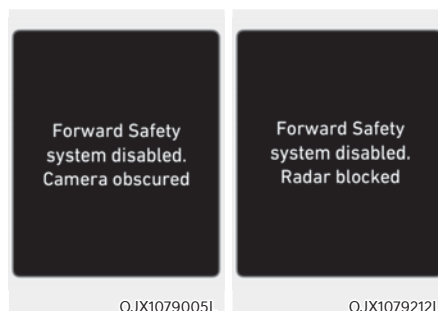 Forward Safety
system disabled.
Camera obscured
Forward Safety
system disabled.
Radar blocked
OJX1079005L
OJX1079212L